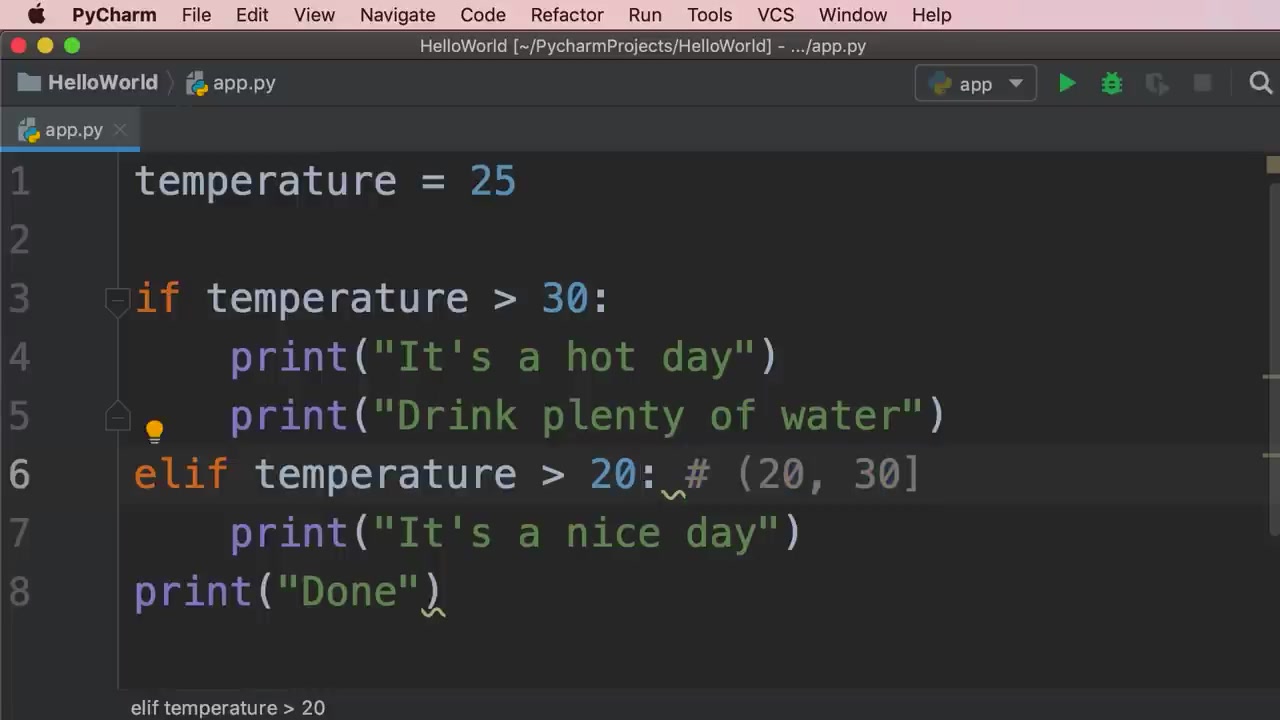 PyCharm File Edit View Navigate Code Refactor Run Tools VCS Window Help
HelloWorld [~/PycharmProjects/HelloWorld] - .../app.py
HelloWorld app.py app
app.py
1 temperature = 25
2
3 if temperature > 30:
4     print("It's a hot day")
5     print("Drink plenty of water")
6 elif temperature > 20: # (20, 30]
7     print("It's a nice day")
8 print("Done")
elif temperature > 20